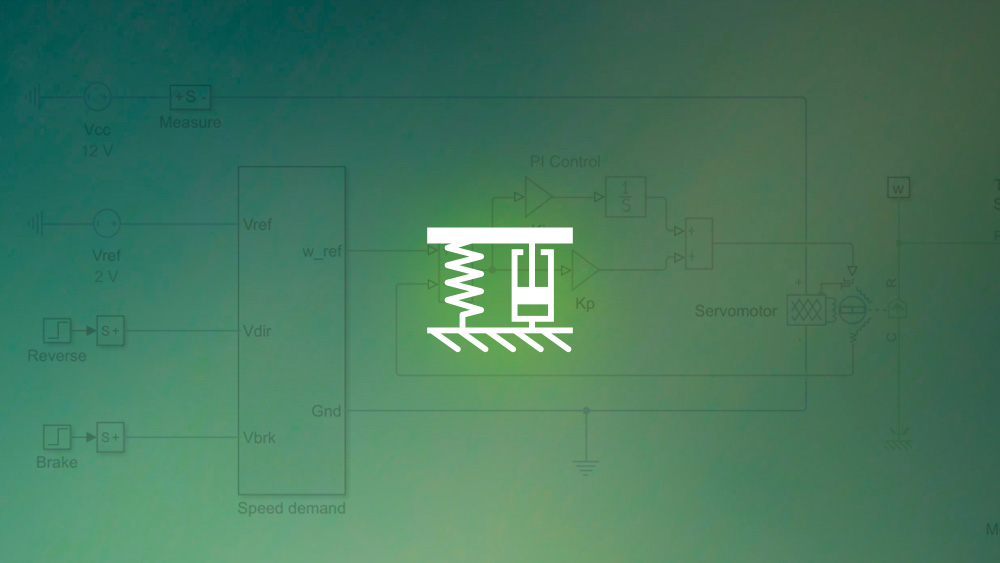 +S -
Measure
Vcc
12 V
PI Control
1
S
w
Vref
Vref
2 V
w_ref
+
+
R
Kp
+
Servomotor
S+
Vdir
Reverse
-
C
Gnd
S+
Vbrk
Brake
Speed demand